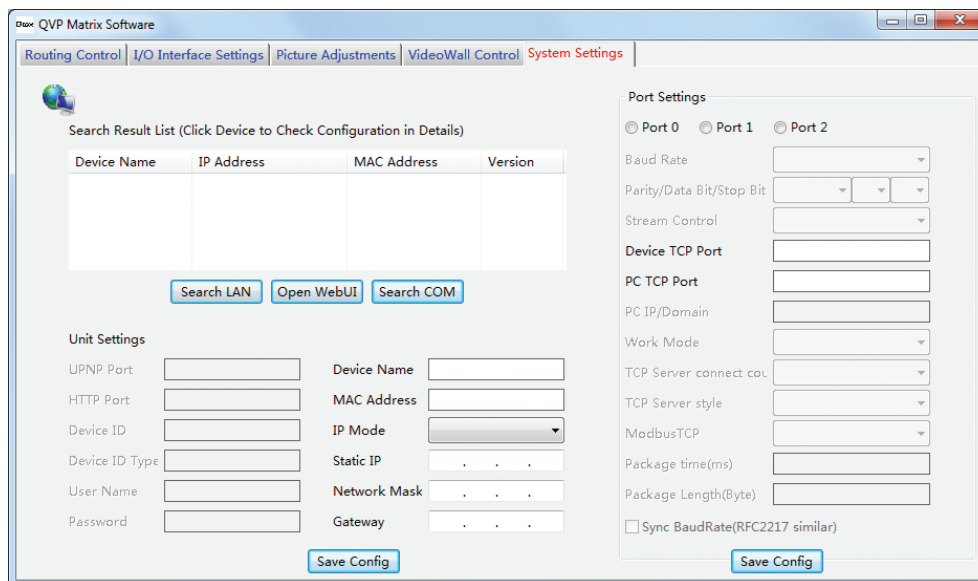 QVP Matrix Software
Routing Control I/O Interface Settings Picture Adjustments VideoWall Control System Settings
Search Result List (Click Device to Check Configuration in Details)
Device Name IP Address MAC Address Version
Search LAN Open WebUI Search COM
Unit Settings
UPNP Port
HTTP Port
Device ID
Device ID Type
User Name
Password
Device Name
MAC Address
IP Mode
Static IP . . .
Network Mask . . .
Gateway . . .
Save Config
Port Settings
Port 0 Port 1 Port 2
Baud Rate
Parity/Data Bit/Stop Bit
Stream Control
Device TCP Port
PC TCP Port
PC IP/Domain
Work Mode
TCP Server connect cou
TCP Server style
ModbusTCP
Package time(ms)
Package Length(Byte)
Sync BaudRate(RFC2217 similar)
Save Config